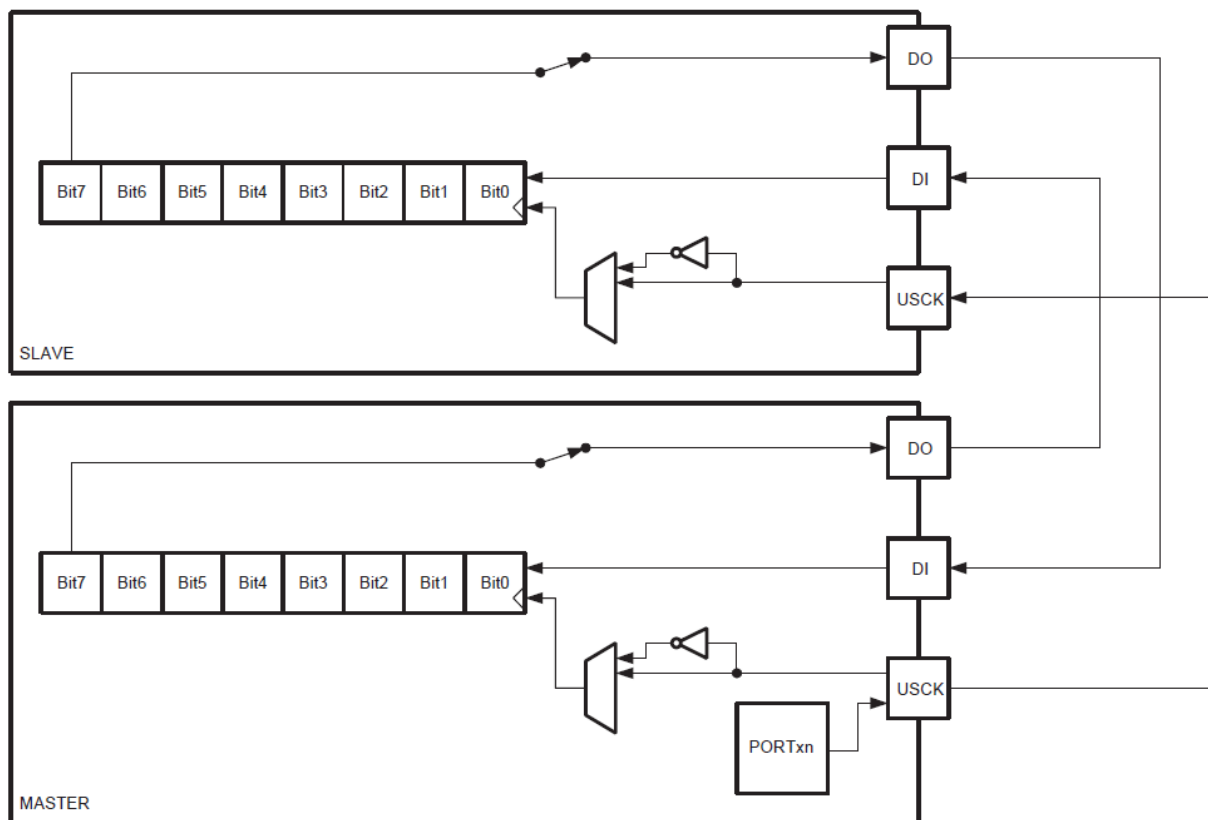 DO
Bit7 Bit6 Bit5 Bit4 Bit3 Bit2 Bit1 Bit0
DI
USCK
SLAVE
DO
Bit7 Bit6 Bit5 Bit4 Bit3 Bit2 Bit1 Bit0
DI
USCK
PORTxn
MASTER